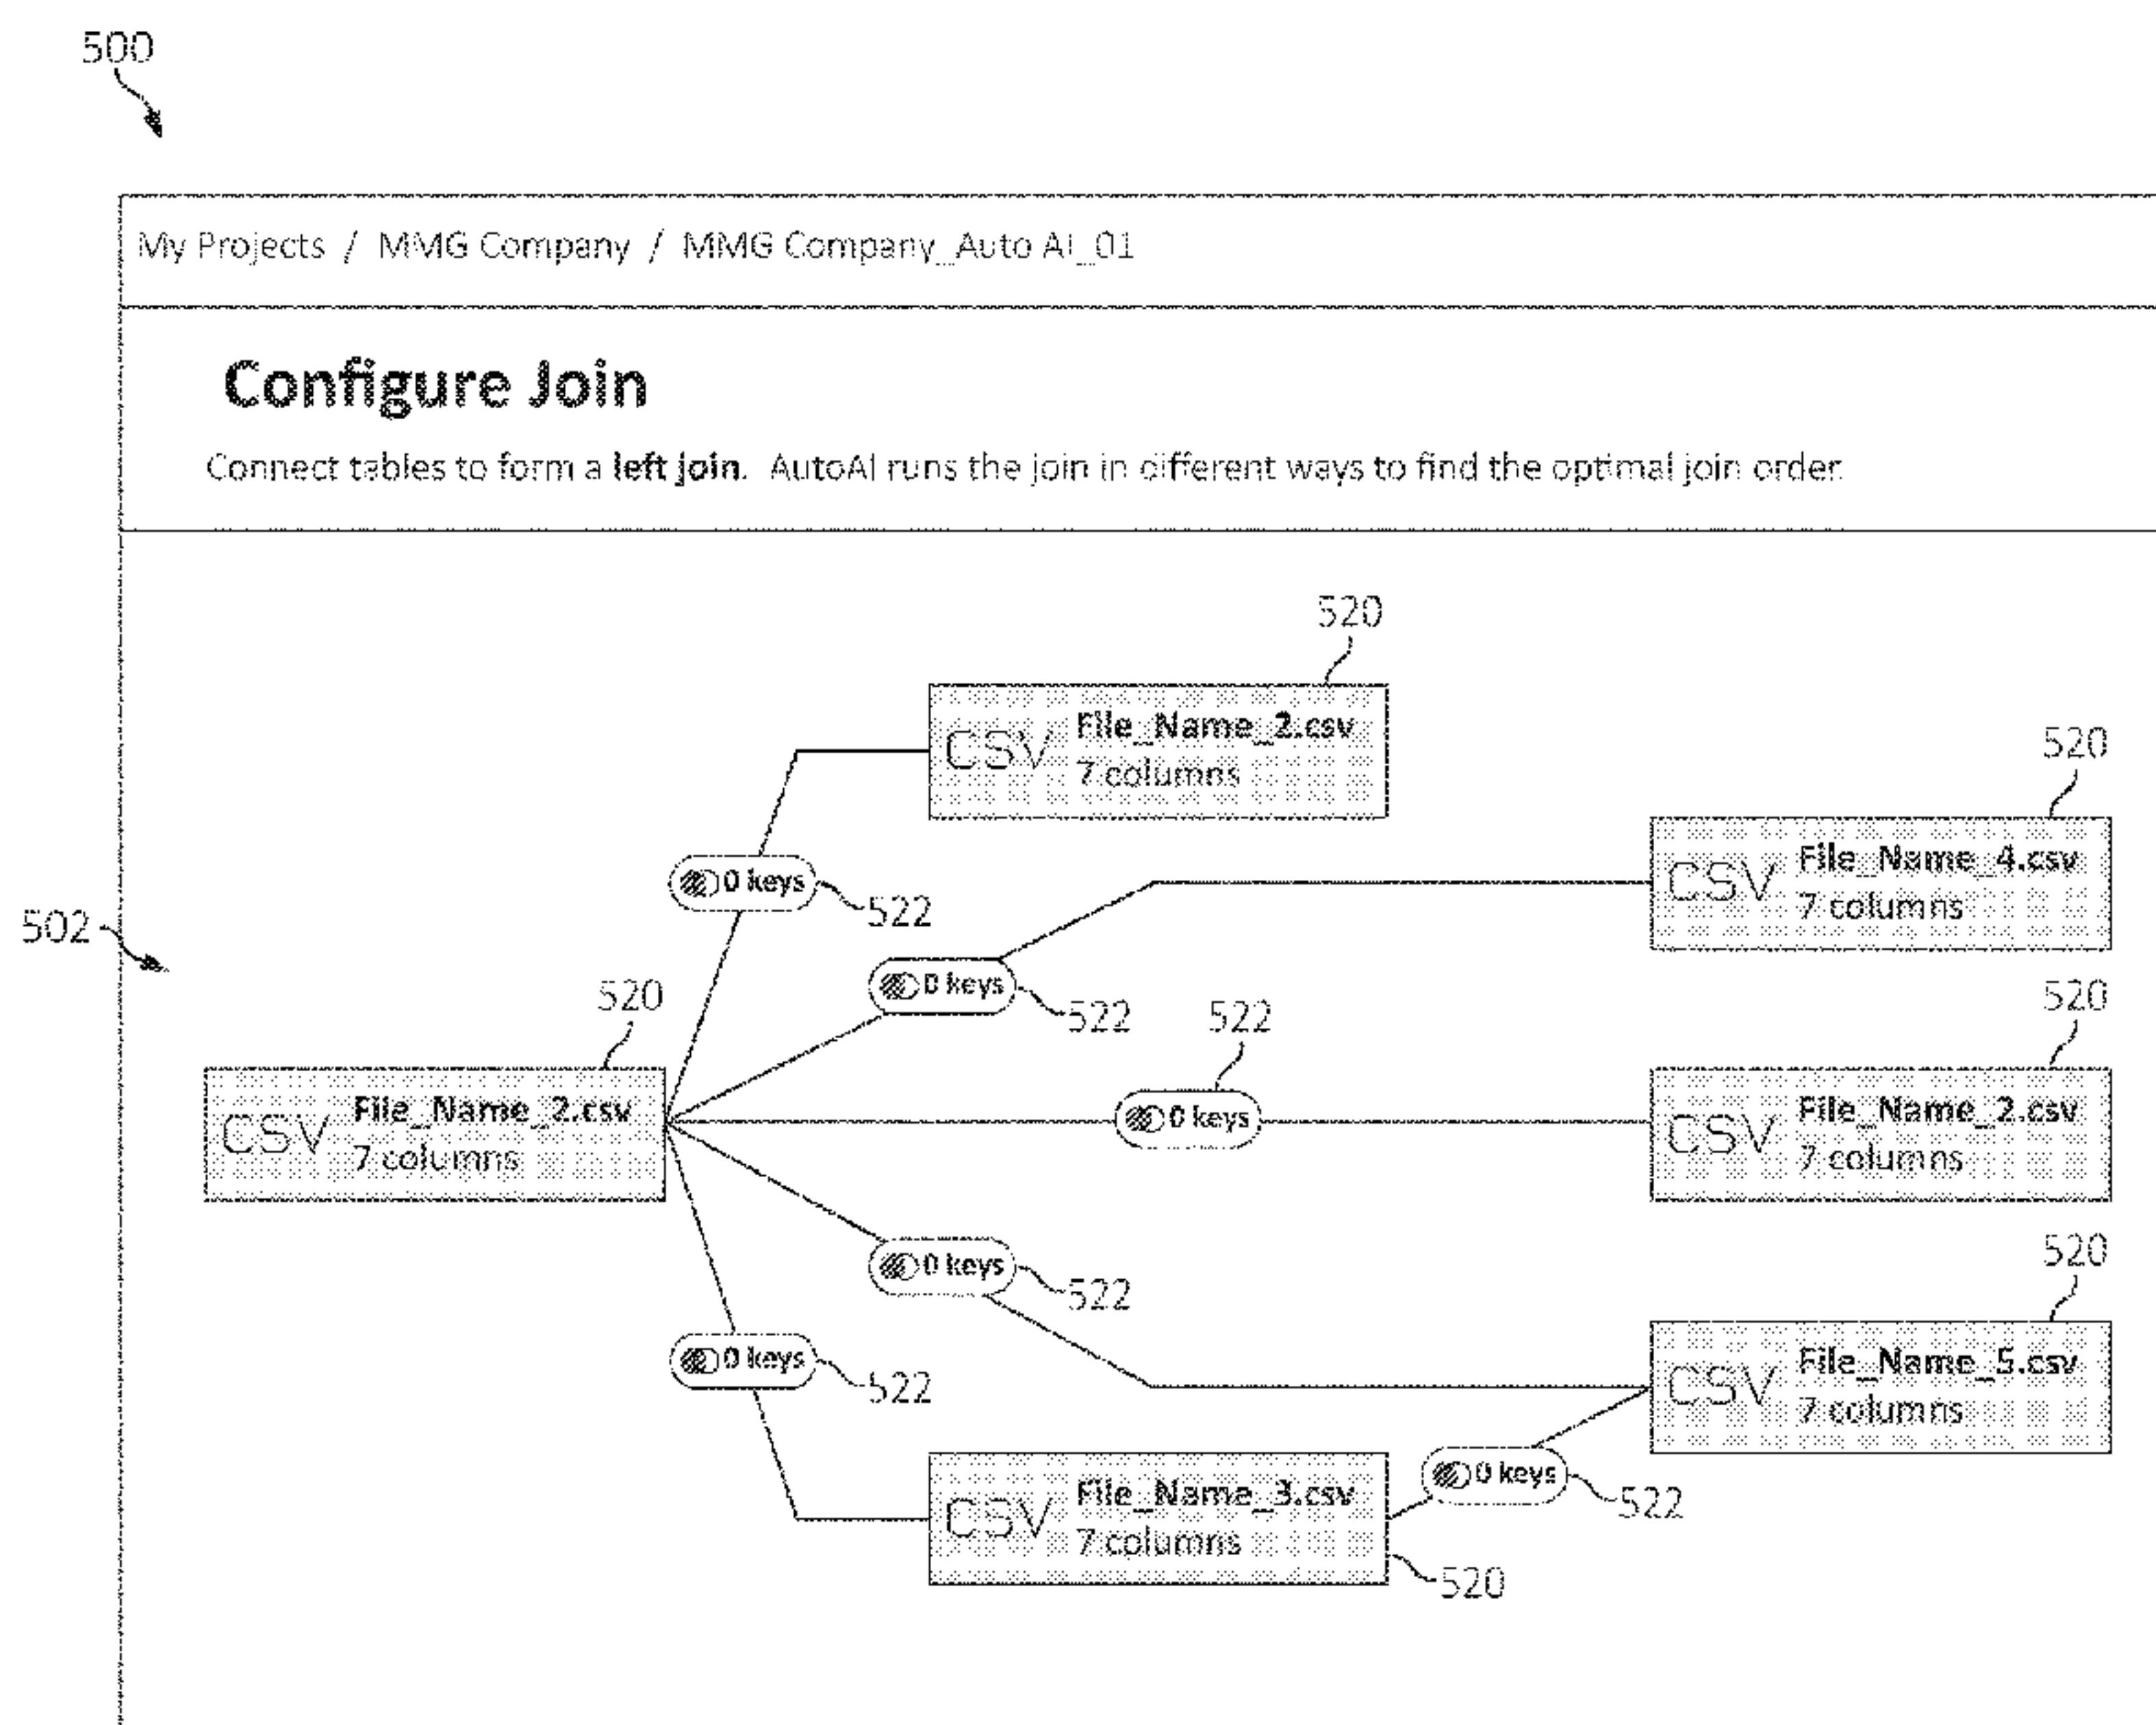 500
My Projects / MMG Company / MMG Company_Auto AI_01
Configure Join
Connect tables to form a left join. AutoAI runs the join in different ways to find the optimal join order.
520
CSV File_Name_2.csv
7 columns
520
CSV File_Name_4.csv
7 columns
0 keys
522
502
0 keys
522
522
520
520
CSV File_Name_2.csv
7 columns
0 keys
CSV File_Name_2.csv
7 columns
0 keys
522
520
0 keys
522
CSV File_Name_5.csv
7 columns
CSV File_Name_3.csv
7 columns
0 keys
522
520